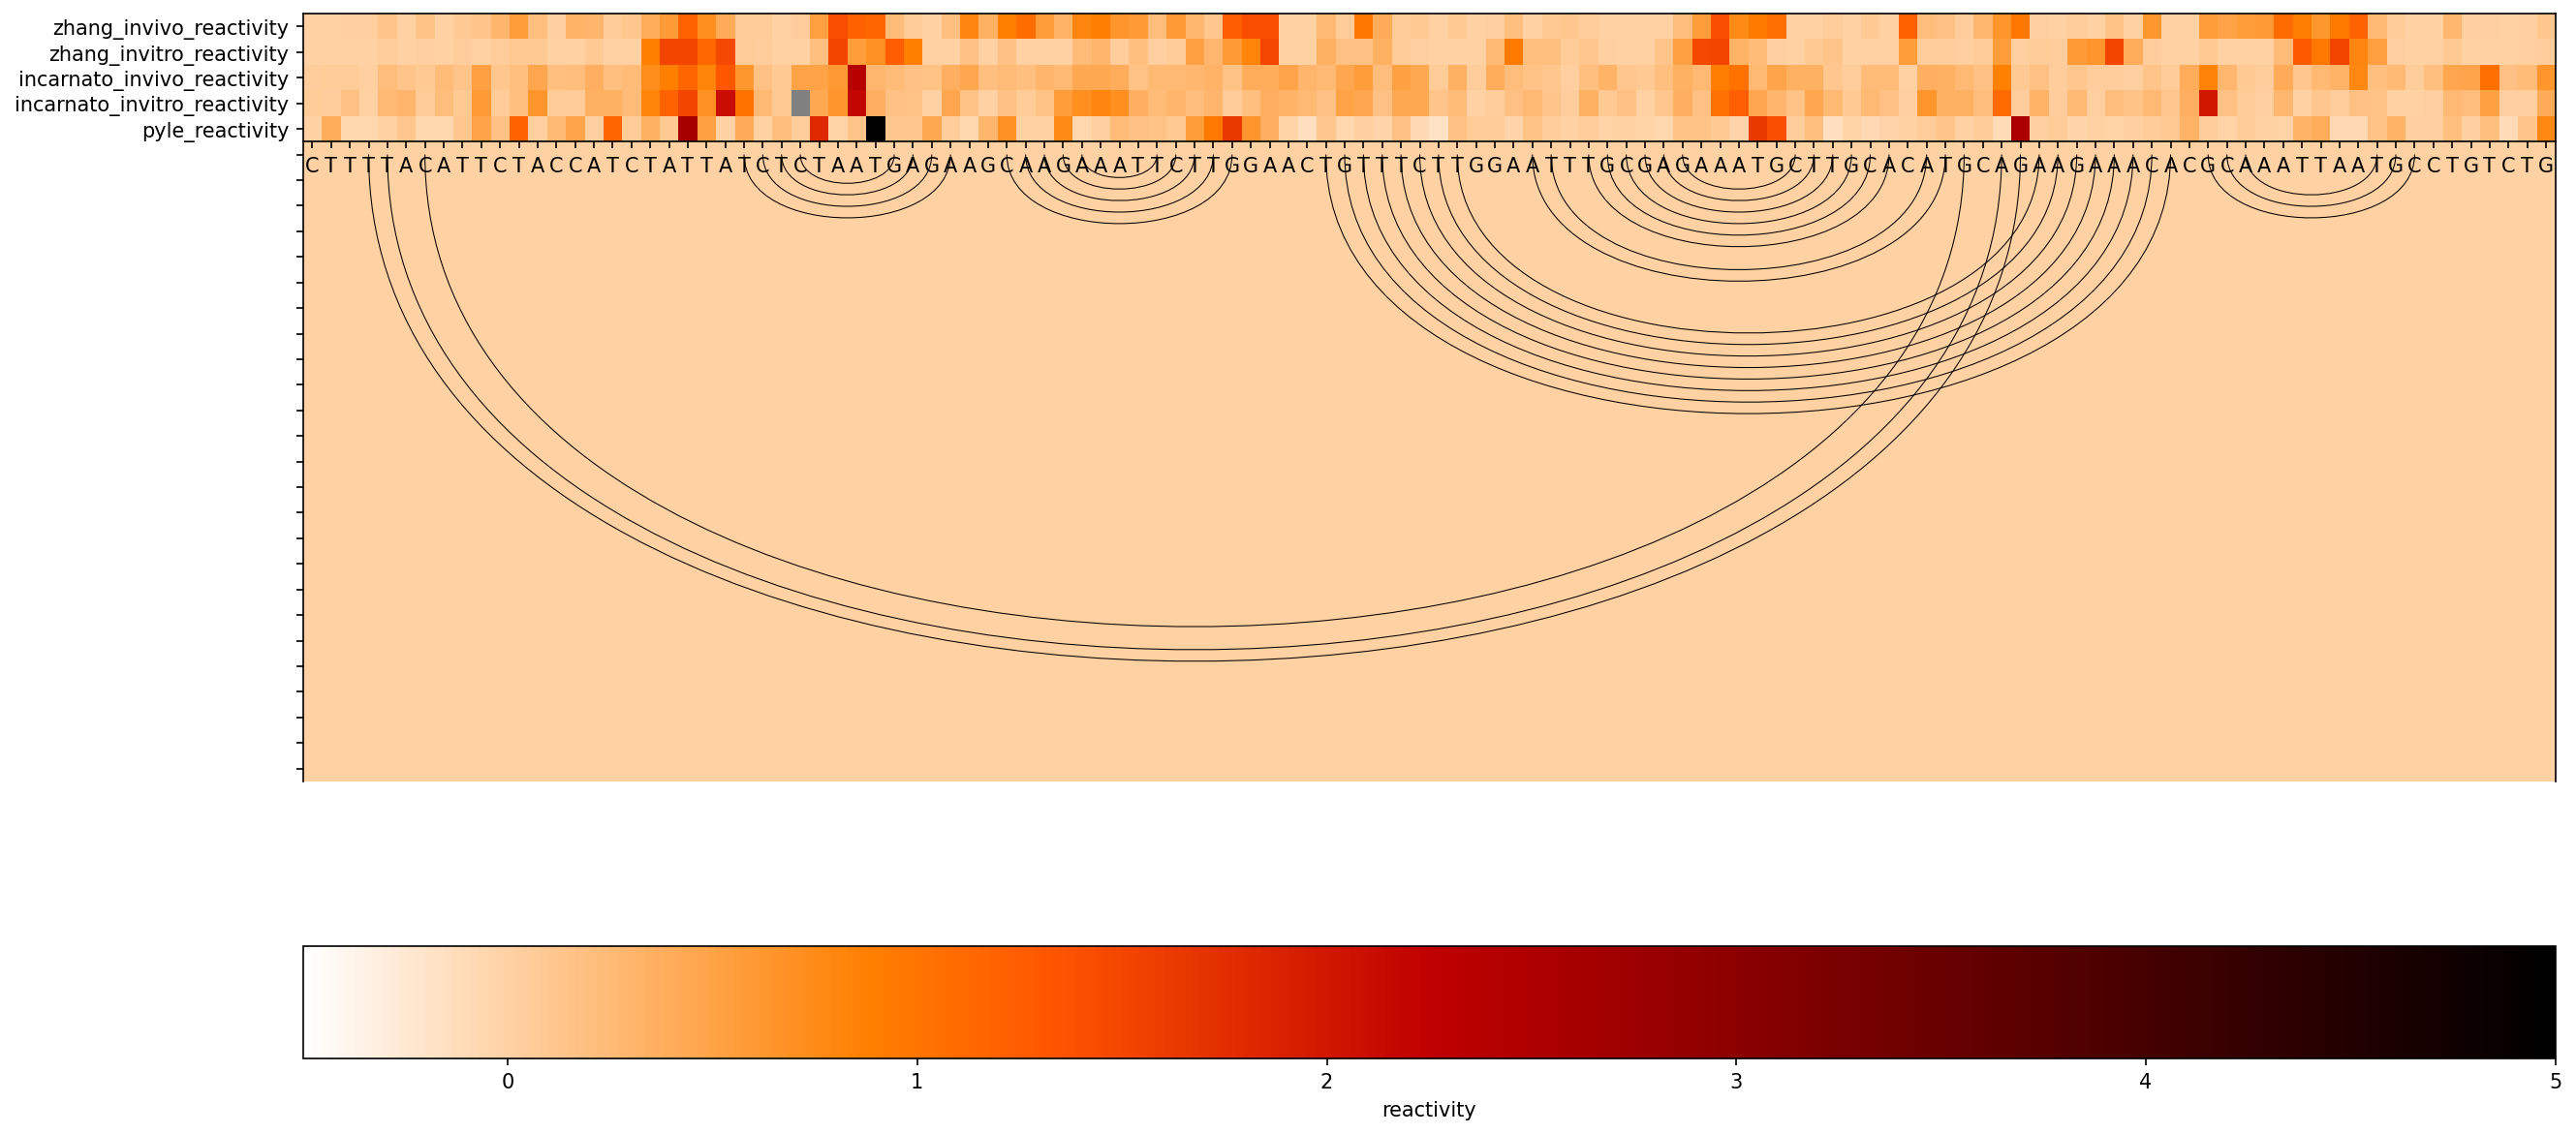 zhang_invivo_reactivity
zhang_invitro_reactivity
incarnato_invivo_reactivity
incarnato_invitro_reactivity
pyle_reactivity
CTTTTACATTCTACCATCTATTATCTCTAATGAGAAGCAAGAAATTCTTGGAACTGTTTCTTGGAATTTGCGAGAAATGCTTGCACATGCAGAAGAAACACGCAAATTAATGCCTGTCTG
0 1 2 3 4 5
reactivity